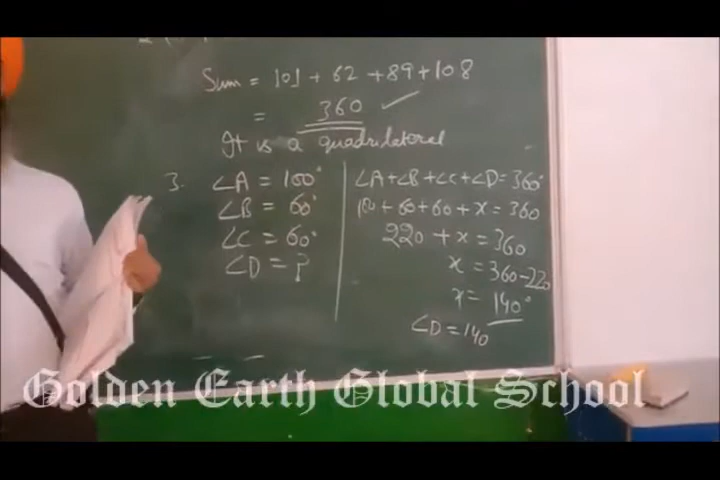 Sum = 101 + 62 + 89 + 108
= 360 ✓
It is a quadrilateral
3. ∠A = 100°
∠B = 60°
∠C = 60°
∠D = ?
∠A + ∠B + ∠C + ∠D = 360°
100 + 60 + 60 + x = 360
220 + x = 360
x = 360 - 220
x = 140°
∠D = 140
Golden Earth Global School